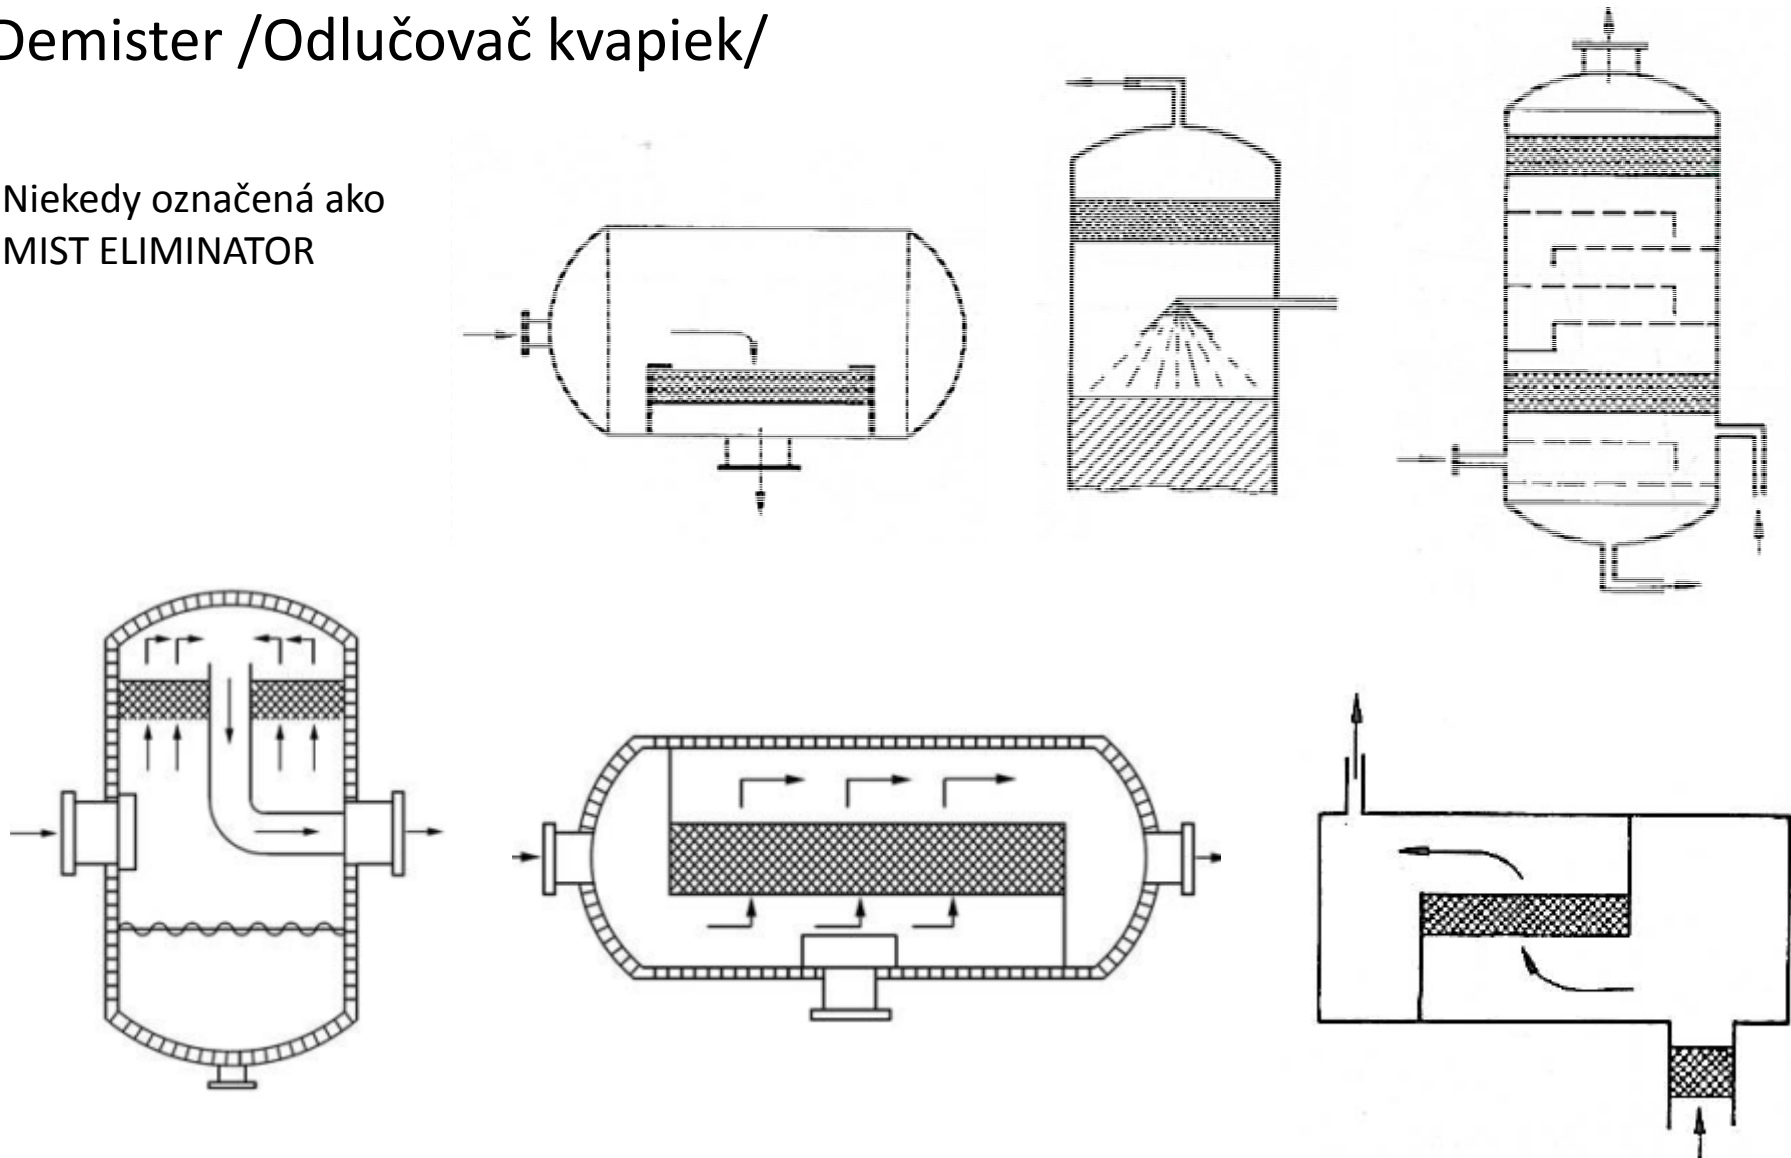 Demister /Odlučovač kvapiek/
Niekedy označená ako
MIST ELIMINATOR